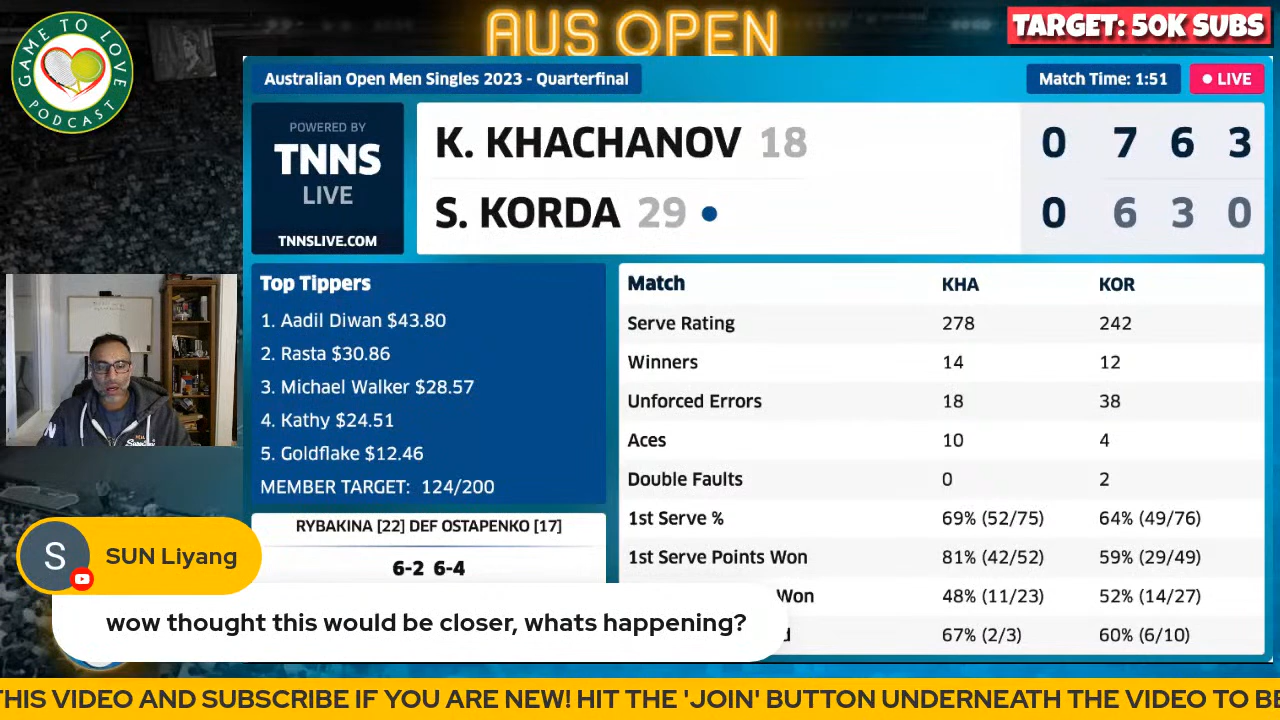 GAME TO LOVE
PODCAST
AUS OPEN
TARGET: 50K SUBS
Australian Open Men Singles 2023 - Quarterfinal
Match Time: 1:51
LIVE
POWERED BY
TNNS
LIVE
TNNSLIVE.COM
K. KHACHANOV 18 0 7 6 3
S. KORDA 29 0 6 3 0
Top Tippers
1. Aadil Diwan $43.80
2. Rasta $30.86
3. Michael Walker $28.57
4. Kathy $24.51
5. Goldflake $12.46
MEMBER TARGET: 124/200
RYBAKINA [22] DEF OSTAPENKO [17]
6-2 6-4
Match KHA KOR
Serve Rating 278 242
Winners 14 12
Unforced Errors 18 38
Aces 10 4
Double Faults 0 2
1st Serve % 69% (52/75) 64% (49/76)
1st Serve Points Won 81% (42/52) 59% (29/49)
Won 48% (11/23) 52% (14/27)
67% (2/3) 60% (6/10)
S
SUN Liyang
wow thought this would be closer, whats happening?
THIS VIDEO AND SUBSCRIBE IF YOU ARE NEW! HIT THE 'JOIN' BUTTON UNDERNEATH THE VIDEO TO BE